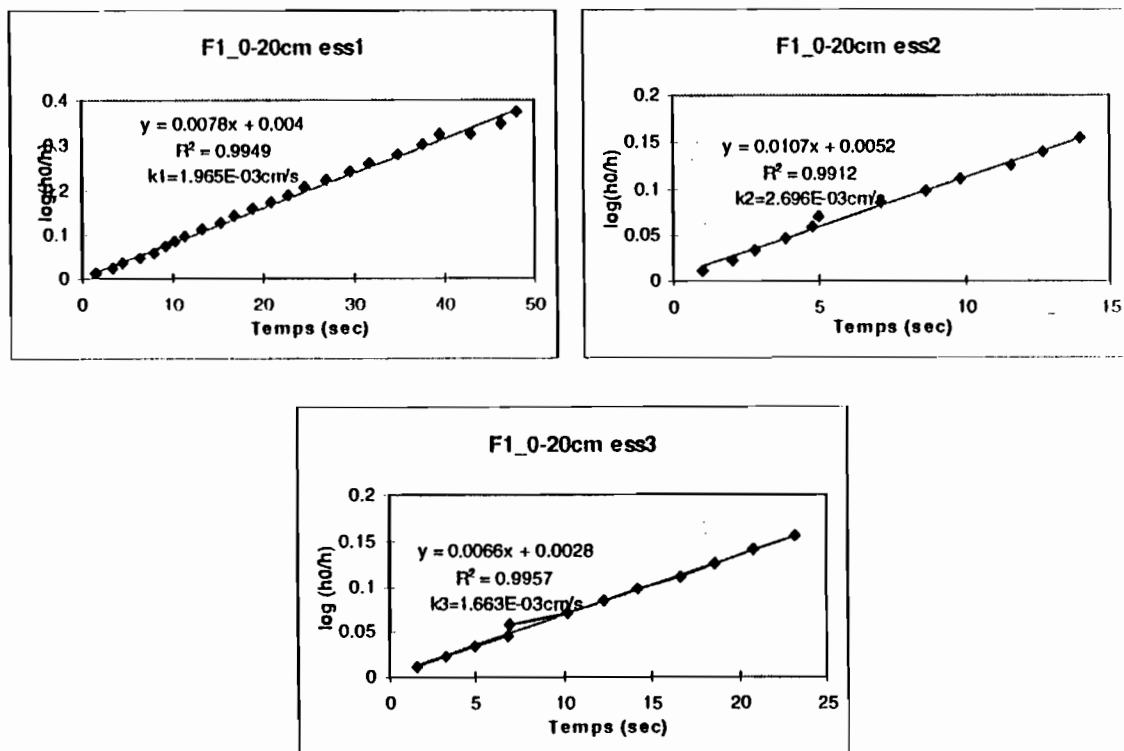 F1_0-20cm ess1
0.4
0.3
0.2
0.1
0
log(h0/h)
y = 0.0078x + 0.004
R² = 0.9949
k1=1.965E-03cm/s
0 10 20 30 40 50
Temps (sec)
F1_0-20cm ess2
0.2
0.15
0.1
0.05
0
log(h0/h)
y = 0.0107x + 0.0052
R² = 0.9912
k2=2.696E-03cm/s
0 5 10 15
Temps (sec)
F1_0-20cm ess3
0.2
0.15
0.1
0.05
0
log (h0/h)
y = 0.0066x + 0.0028
R² = 0.9957
k3=1.663E-03cm/s
0 5 10 15 20 25
Temps (sec)